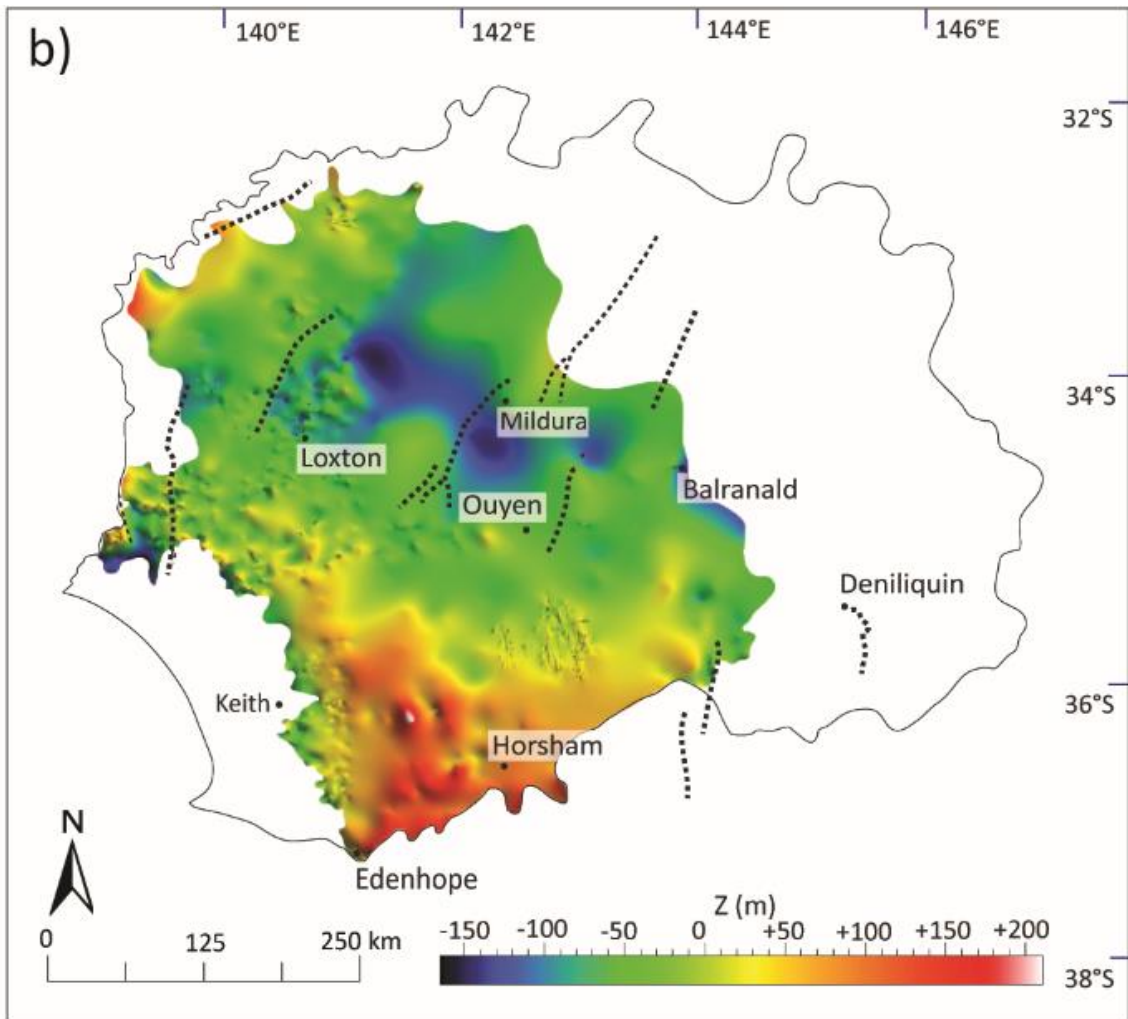 140°E 142°E 144°E 146°E
b)
32°S
34°S
Mildura
Loxton
Balranald
Ouyen
Deniliquin
36°S
Keith
Horsham
N
Edenhope
Z (m)
0 125 250 km
-150 -100 -50 0 +50 +100 +150 +200
38°S